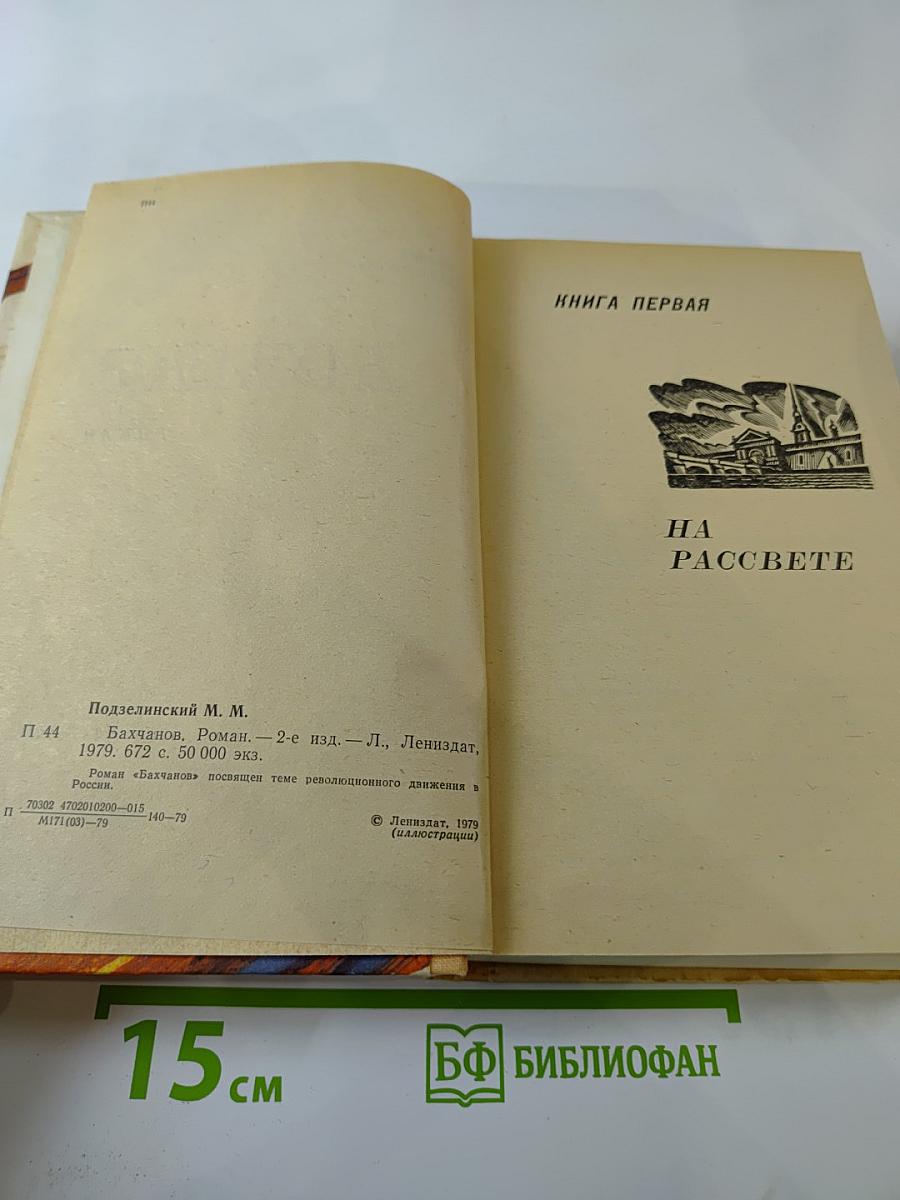 Подзелинский М. М.
П 44 Бахчанов. Роман. — 2-е изд. — Л., Лениздат,
1979. 672 с. 50 000 экз.
Роман «Бахчанов» посвящен теме революционного движения в
России.
П 70302 4702010200—015
М171(03)—79
140—79
© Лениздат, 1979
(иллюстрации)
КНИГА ПЕРВАЯ
НА
РАССВЕТЕ
15 см
БФ БИБЛИОФАН